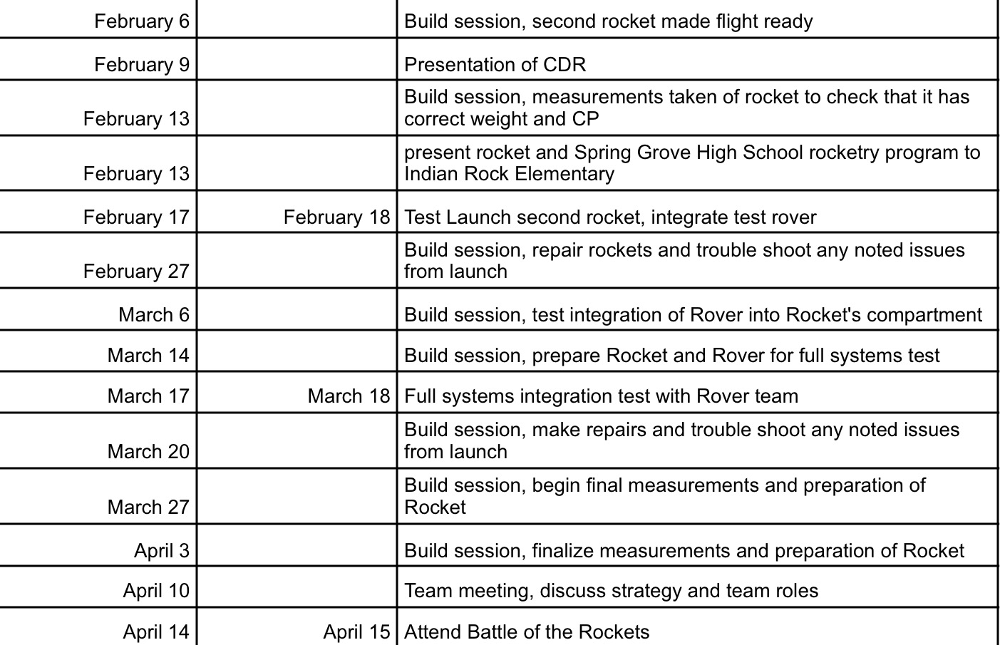 February 6 Build session, second rocket made flight ready
February 9 Presentation of CDR
Build session, measurements taken of rocket to check that it has
February 13 correct weight and CP
present rocket and Spring Grove High School rocketry program to
February 13 Indian Rock Elementary
February 17 February 18 Test Launch second rocket, integrate test rover
Build session, repair rockets and trouble shoot any noted issues
February 27 from launch
March 6 Build session, test integration of Rover into Rocket's compartment
March 14 Build session, prepare Rocket and Rover for full systems test
March 17 March 18 Full systems integration test with Rover team
Build session, make repairs and trouble shoot any noted issues
March 20 from launch
Build session, begin final measurements and preparation of
March 27 Rocket
April 3 Build session, finalize measurements and preparation of Rocket
April 10 Team meeting, discuss strategy and team roles
April 14 April 15 Attend Battle of the Rockets